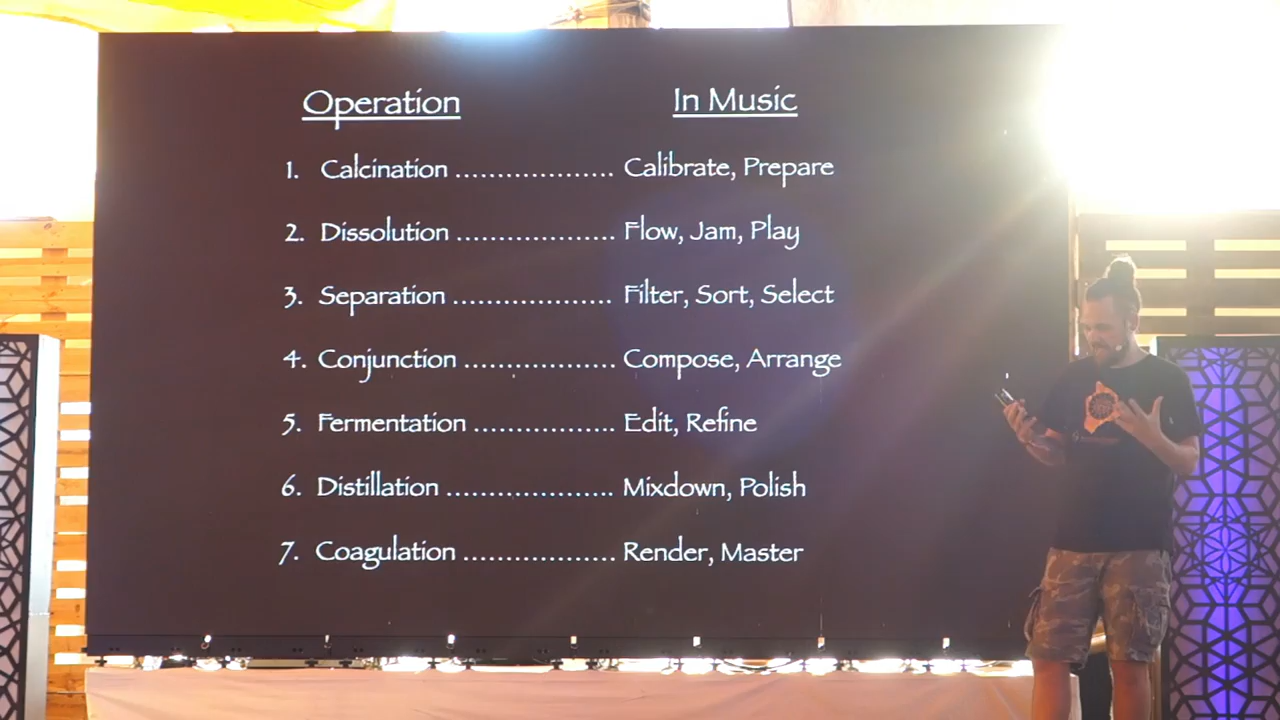 Operation In Music
1. Calcination ................... Calibrate, Prepare
2. Dissolution ................... Flow, Jam, Play
3. Separation ................... Filter, Sort, Select
4. Conjunction .................. Compose, Arrange
5. Fermentation ................. Edit, Refine
6. Distillation .................... Mixdown, Polish
7. Coagulation .................. Render, Master